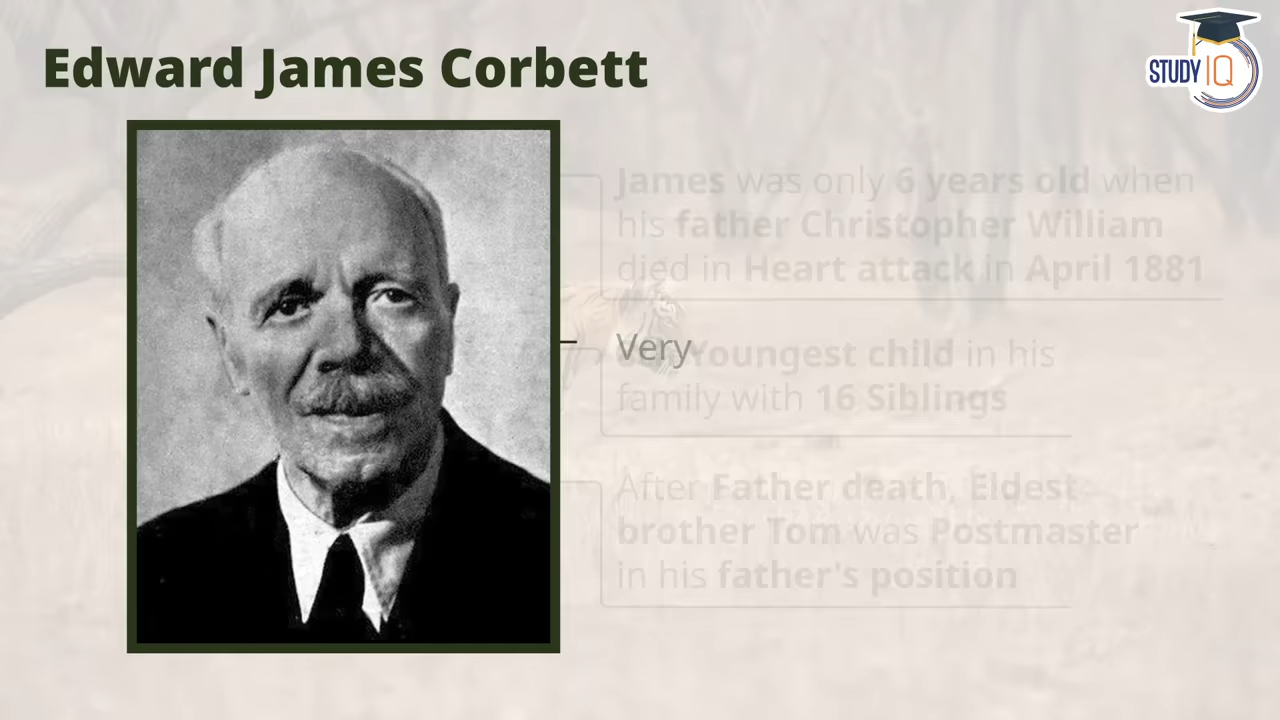 Edward James Corbett
STUDY IQ
James was only 6 years old when
his father Christopher William
died in Heart attack in April 1881
Very
Youngest child in his
family with 16 Siblings
After Father death, Eldest
brother Tom was Postmaster
in his father's position